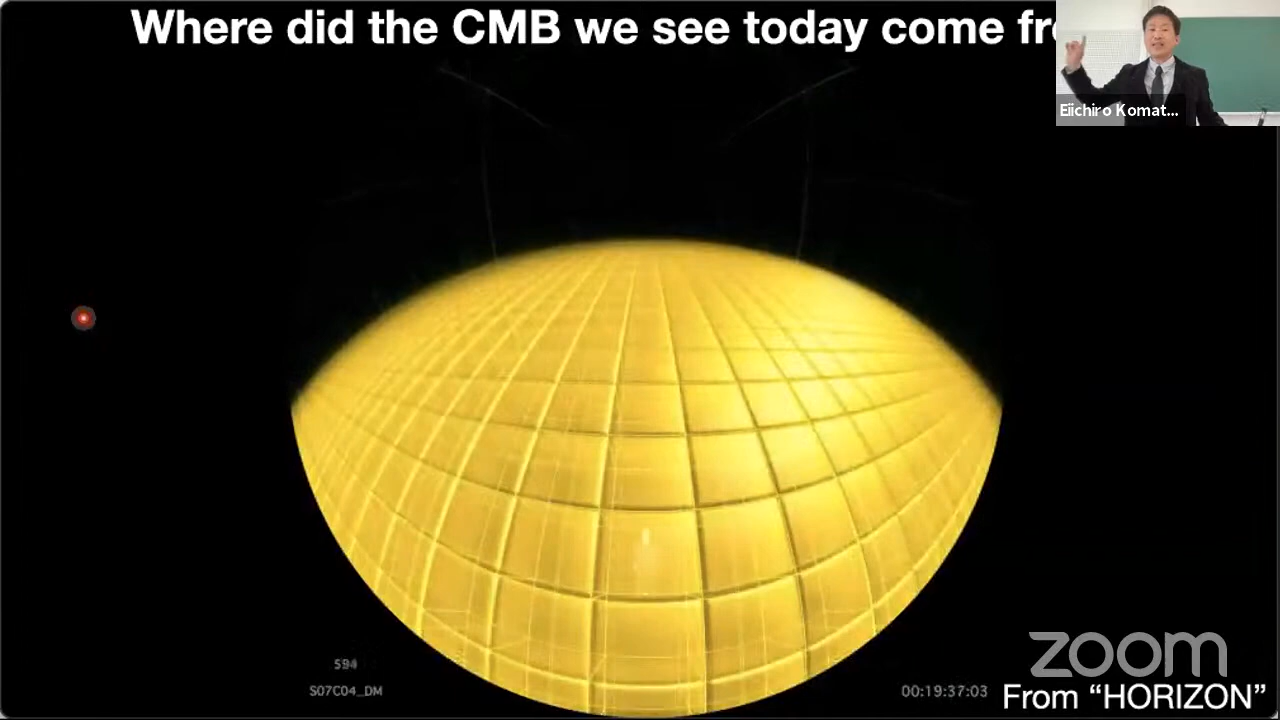 Where did the CMB we see today come fr
Eiichiro Komat...
zoom
594
S07C04_DM
00:19:37:03
From “HORIZON”